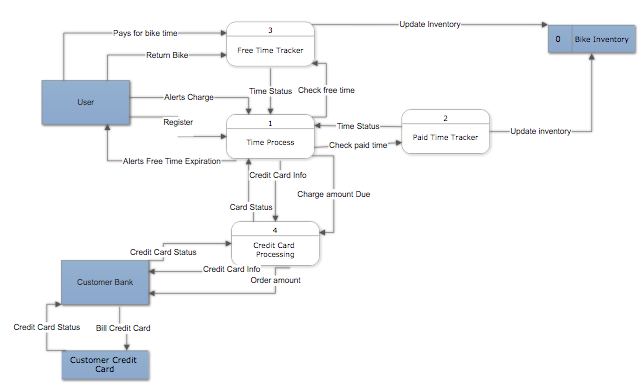 3
Free Time Tracker
Pays for bike time
Return Bike
Update Inventory
0 Bike Inventory
User
Alerts Charge
Register
Time Status
Check free time
1
Time Process
Time Status
Check paid time
2
Paid Time Tracker
Update inventory
Alerts Free Time Expiration
Credit Card Info
Charge amount Due
Card Status
4
Credit Card
Processing
Credit Card Status
Credit Card Info
Order amount
Customer Bank
Credit Card Status
Bill Credit Card
Customer Credit
Card